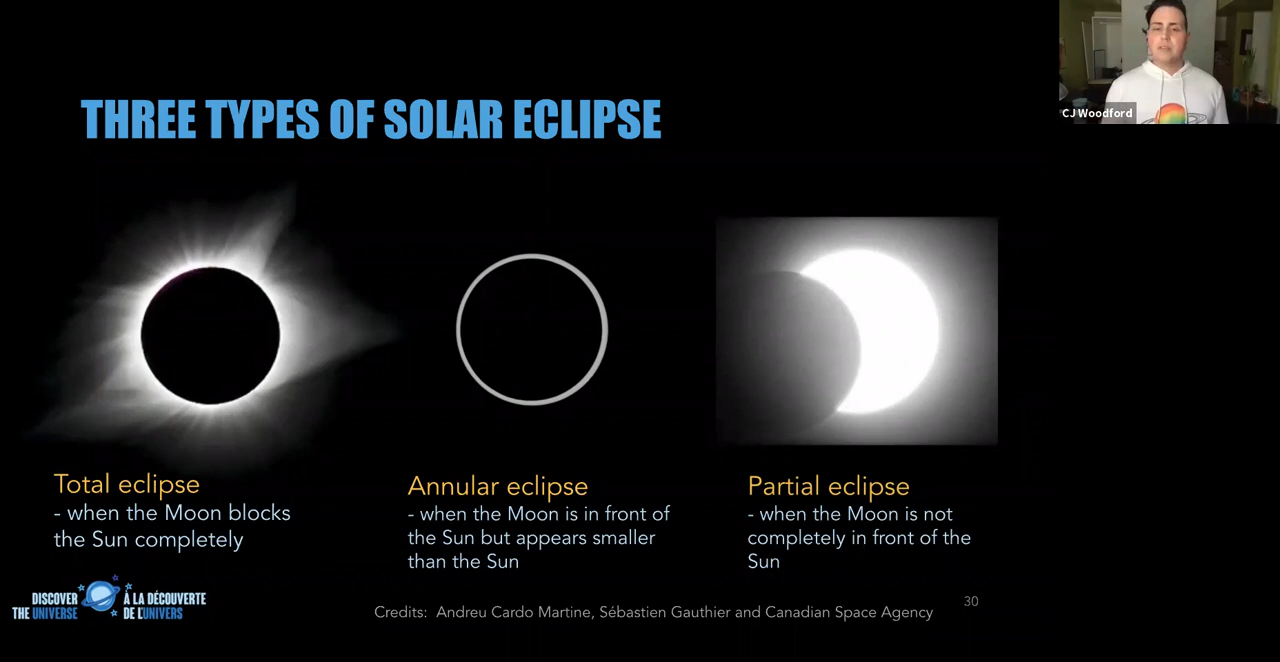 CJ Woodford
THREE TYPES OF SOLAR ECLIPSE
Total eclipse
- when the Moon blocks
the Sun completely
Annular eclipse
- when the Moon is in front of
the Sun but appears smaller
than the Sun
Partial eclipse
- when the Moon is not
completely in front of the
Sun
DISCOVER
THE UNIVERSE
À LA DÉCOUVERTE
DE L'UNIVERS
Credits: Andreu Cardo Martine, Sébastien Gauthier and Canadian Space Agency
30